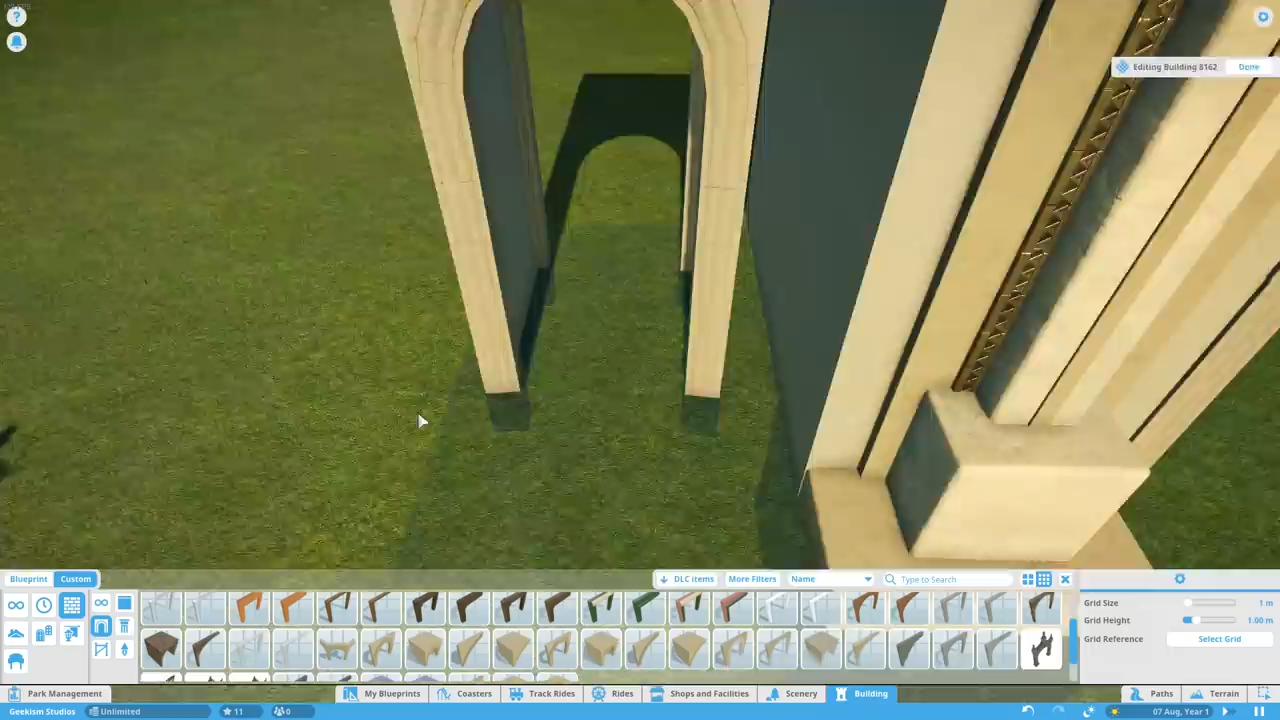 ?
Editing Building 8162 Done
Blueprint Custom DLC items More Filters Name Type to Search
Grid Size 1 m
Grid Height 1.00 m
Grid Reference Select Grid
Park Management My Blueprints Coasters Track Rides Rides Shops and Facilities Scenery Building Paths Terrain
Geekism Studios Unlimited 11 0 07 Aug, Year 1